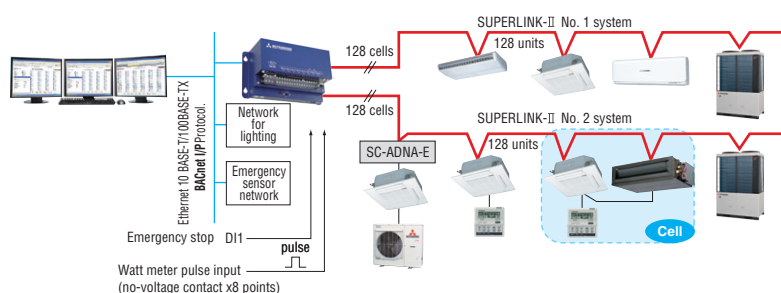 SUPERLINK-II No. 1 system
128 cells
128 units
128 cells
SUPERLINK-II No. 2 system
128 units
Ethernet 10 BASE-T/100BASE-TX
BACnet I/PProtocol.
Network
for
lighting
Emergency
sensor
network
SC-ADNA-E
Cell
Emergency stop DI1
pulse
Watt meter pulse input
(no-voltage contact x8 points)